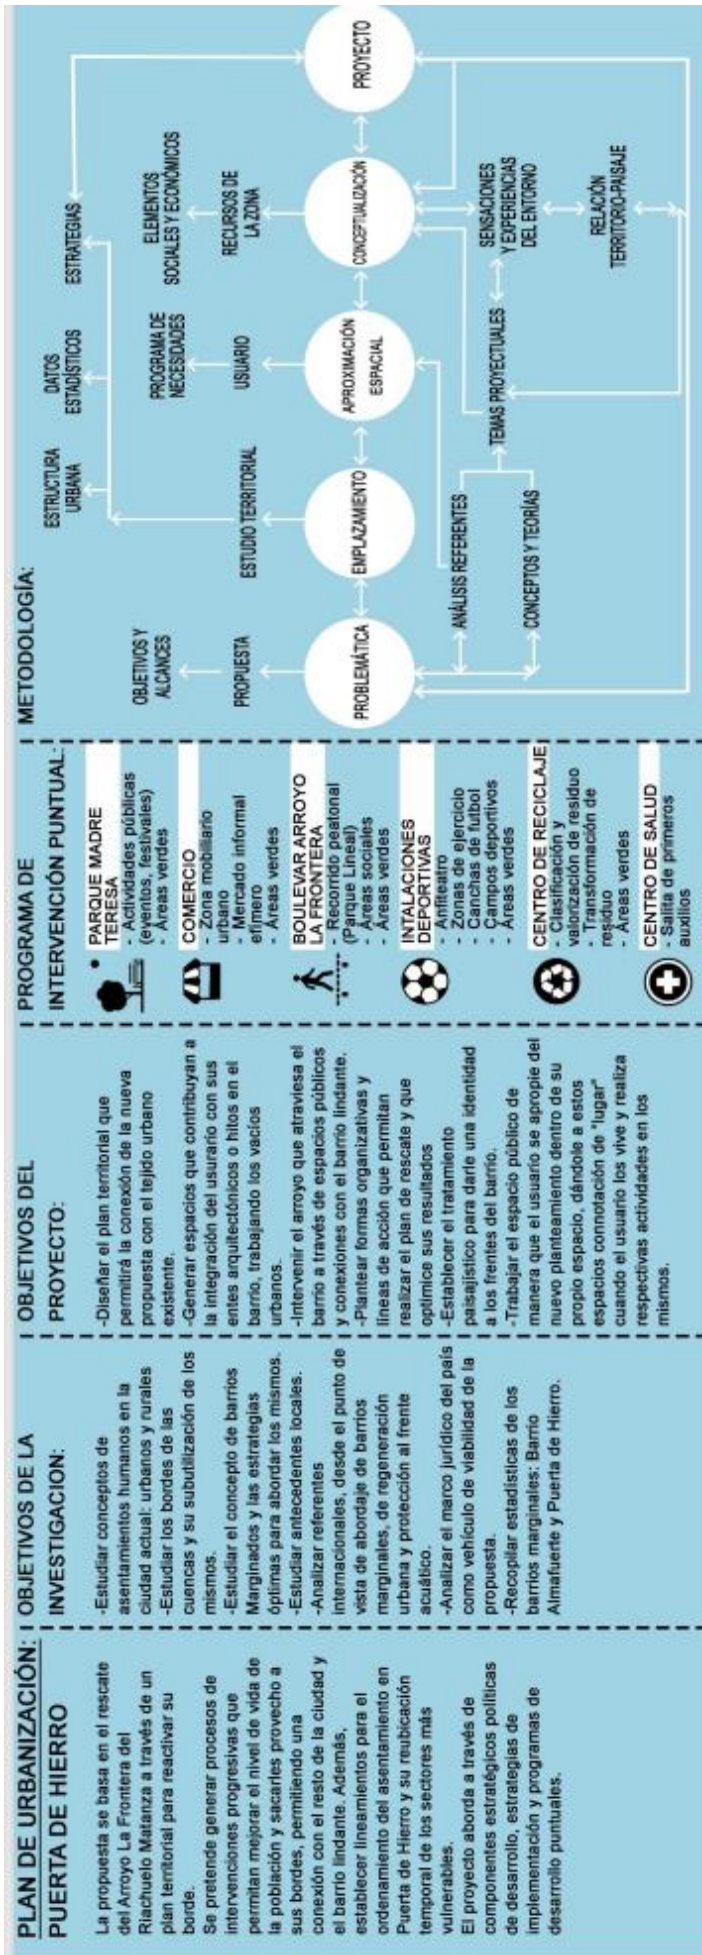 PLAN DE URBANIZACIÓN:
PUERTA DE HIERRO
La propuesta se basa en el rescate
del Arroyo La Frontera del
Riachuelo Matanza a través de un
plan territorial para reactivar su
borde.
Se pretende generar procesos de
intervenciones progresivas que
permitan mejorar el nivel de vida de
la población y sacarles provecho a
sus bordes, permitiendo una
conexión con el resto de la ciudad y
el barrio lindante. Además,
establecer lineamientos para el
ordenamiento del asentamiento en
Puerta de Hierro y su reubicación
temporal de los sectores más
vulnerables.
El proyecto aborda a través de
componentes estratégicos políticas
de desarrollo, estrategias de
implementación y programas de
desarrollo puntuales.
OBJETIVOS DE LA
INVESTIGACION:
-Estudiar conceptos de
asentamientos humanos en la
ciudad actual: urbanos y rurales
-Estudiar los bordes de las
cuencas y su subutilización de los
mismos.
-Estudiar el concepto de barrios
Marginados y las estrategias
óptimas para abordar los mismos.
-Estudiar antecedentes locales.
-Analizar referentes
internacionales, desde el punto de
vista de abordaje de barrios
marginales, de regeneración
urbana y protección al frente
acuático.
-Analizar el marco jurídico del país
como vehículo de viabilidad de la
propuesta.
-Recopilar estadísticas de los
barrios marginales: Barrio
Almafuerte y Puerta de Hierro.
OBJETIVOS DEL
PROYECTO:
-Diseñar el plan territorial que
permitirá la conexión de la nueva
propuesta con el tejido urbano
existente.
-Generar espacios que contribuyan a
la integración del usurario con sus
entes arquitectónicos o hitos en el
barrio, trabajando los vacíos
urbanos.
-Intervenir el arroyo que atraviesa el
barrio a través de espacios públicos
y conexiones con el barrio lindante.
-Plantear formas organizativas y
líneas de acción que permitan
realizar el plan de rescate y que
optimice sus resultados
-Establecer el tratamiento
paisajístico para darle una identidad
a los frentes del barrio.
-Trabajar el espacio público de
manera que el usuario se apropie del
nuevo planteamiento dentro de su
propio espacio, dándole a estos
espacios connotación de "lugar"
cuando el usuario los vive y realiza
respectivas actividades en los
mismos.
PROGRAMA DE
INTERVENCIÓN PUNTUAL:
PARQUE MADRE
TERESA
- Actividades públicas
(eventos, festivales)
- Áreas verdes
COMERCIO
- Zona mobiliario
urbano
- Mercado informal
efímero
- Áreas verdes
BOULEVAR ARROYO
LA FRONTERA
- Recorrido peatonal
(Parque Lineal)
- Áreas sociales
- Áreas verdes
INTALACIONES
DEPORTIVAS
- Anfiteatro
- Zonas de ejercicio
- Canchas de futbol
- Campos deportivos
- Áreas verdes
CENTRO DE RECICLAJE
- Clasificación y
valorización de residuo
- Transformación de
residuo
- Áreas verdes
CENTRO DE SALUD
- Salita de primeros
auxilios
METODOLOGÍA:
ESTRUCTURA
URBANA
DATOS
ESTADÍSTICOS
ESTRATEGIAS
OBJETIVOS Y
ALCANCES
PROGRAMA DE
NECESIDADES
ELEMENTOS
SOCIALES Y ECONÓMICOS
PROPUESTA
ESTUDIO TERRITORIAL
USUARIO
RECURSOS DE
LA ZONA
PROBLEMÁTICA
EMPLAZAMIENTO
APROXIMACIÓN
ESPACIAL
CONCEPTUALIZACIÓN
PROYECTO
ANÁLISIS REFERENTES
CONCEPTOS Y TEORÍAS
TEMAS PROYECTUALES
SENSACIONES
Y EXPERIENCIAS
DEL ENTORNO
RELACIÓN
TERRITORIO-PAISAJE